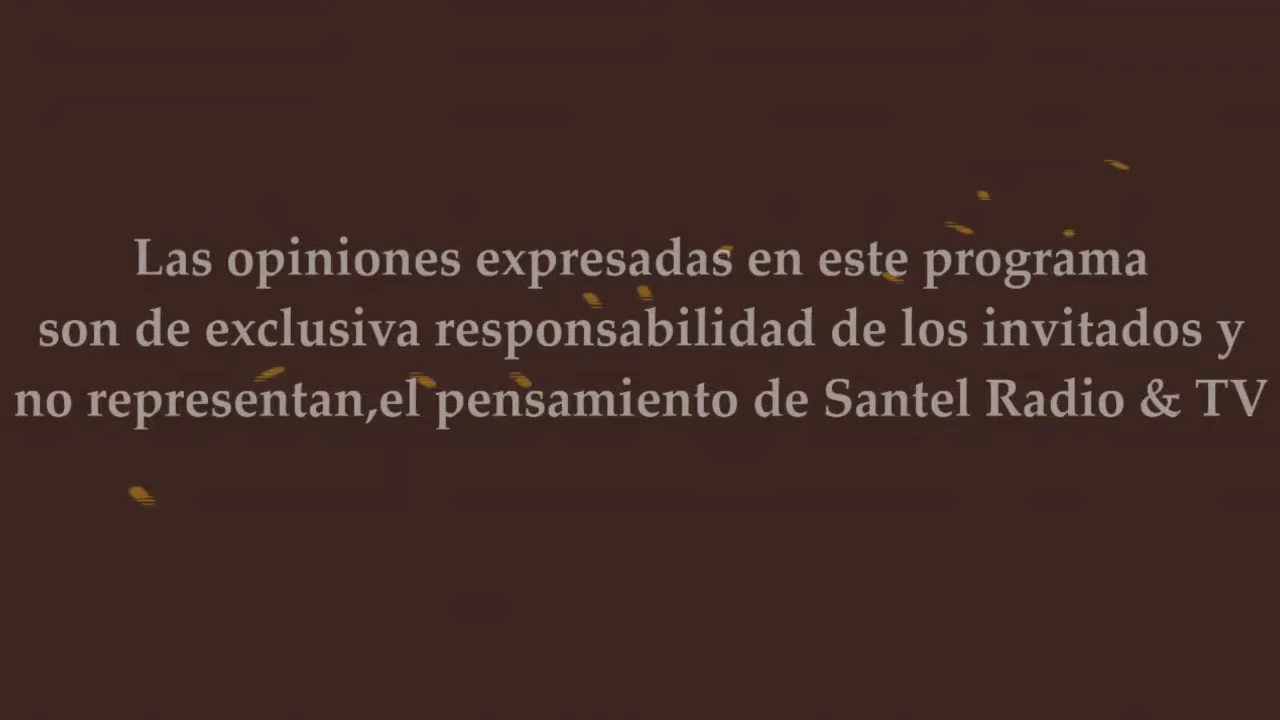 Las opiniones expresadas en este programa
son de exclusiva responsabilidad de los invitados y
no representan,el pensamiento de Santel Radio & TV